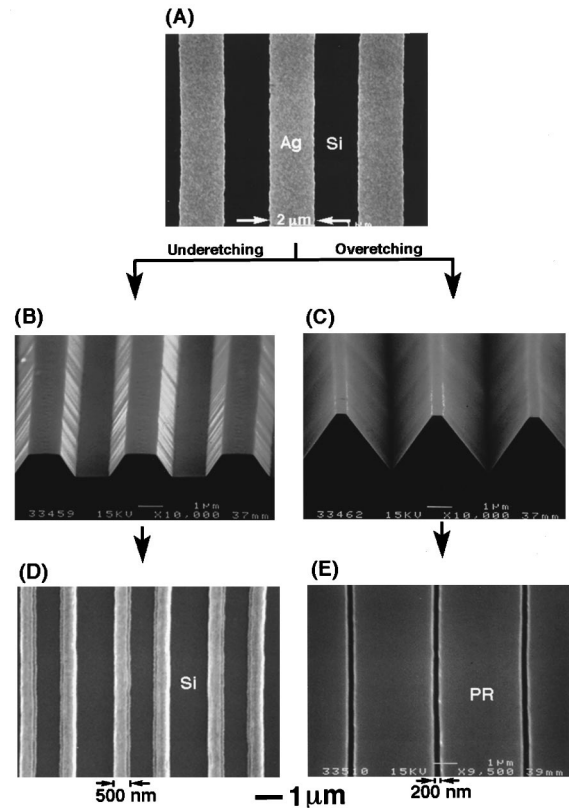 (A)
Ag Si
2 μm
1μm
Underetching Overetching
(B)
(C)
1μm
33459 15KV X10,000 37mm
1μm
33462 15KV X10,000 37mm
(D)
(E)
Si
PR
1μm
33510 15KV X9,500 39mm
500 nm
1μm
200 nm